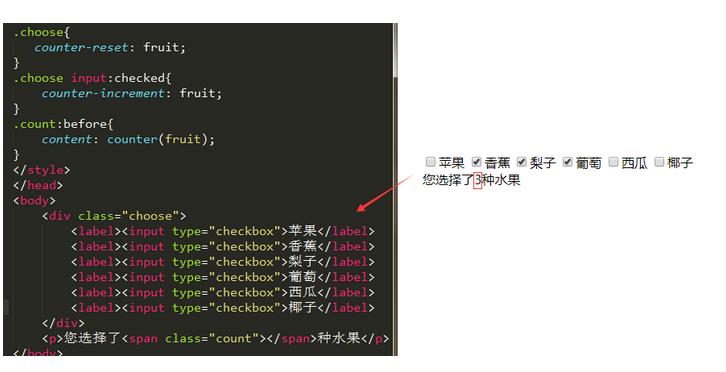 .choose{
counter-reset: fruit;
}
.choose input:checked{
counter-increment: fruit;
}
.count:before{
content: counter(fruit);
}
</style>
</head>
<body>
<div class="choose">
<label><input type="checkbox">苹果</label>
<label><input type="checkbox">香蕉</label>
<label><input type="checkbox">梨子</label>
<label><input type="checkbox">葡萄</label>
<label><input type="checkbox">西瓜</label>
<label><input type="checkbox">椰子</label>
</div>
<p>您选择了<span class="count"></span>种水果</p>
</body>
苹果 香蕉 梨子 葡萄 西瓜 椰子
您选择了3种水果